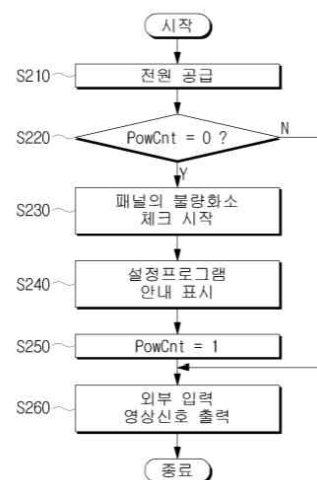 시작
S210
전원 공급
S220
PowCnt = 0 ?
N
Y
S230
패널의 불량화소
체크 시작
S240
설정프로그램
안내 표시
S250
PowCnt = 1
S260
외부 입력
영상신호 출력
종료